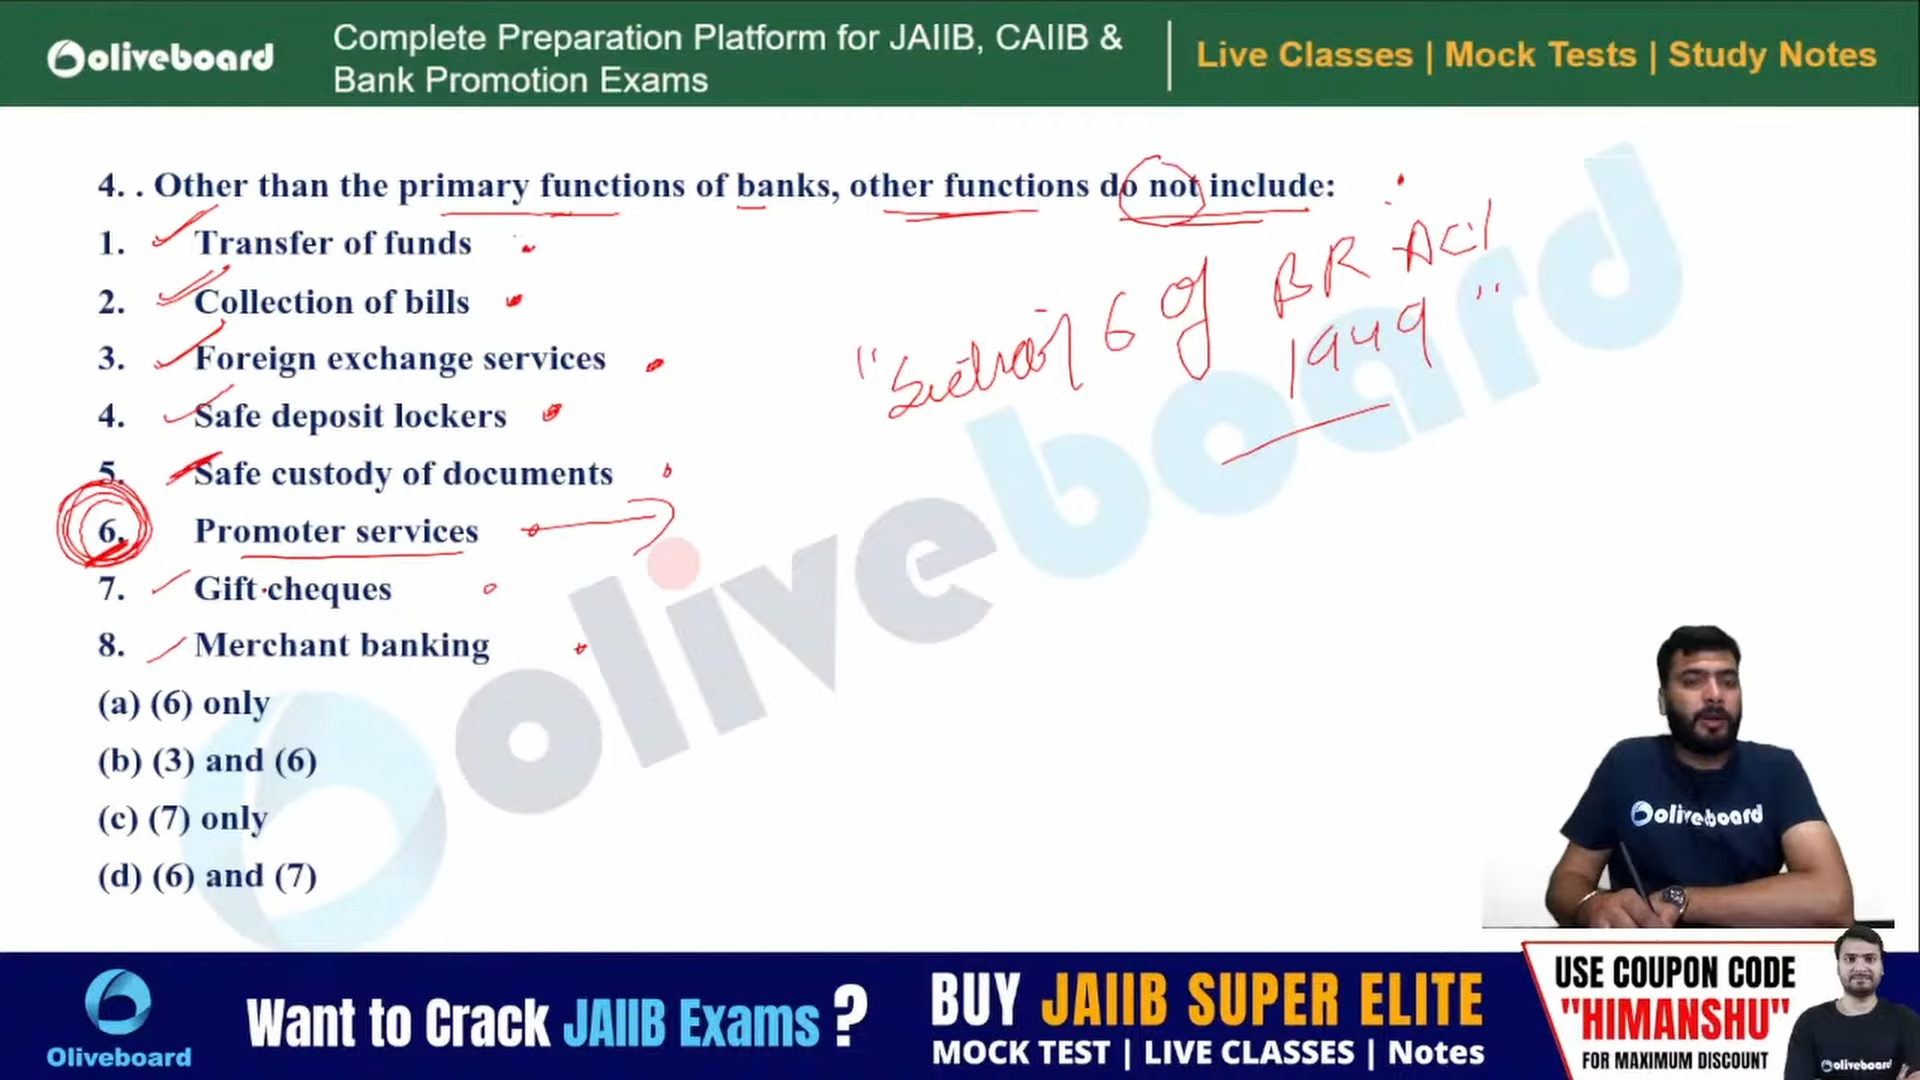 oliveboard
Complete Preparation Platform for JAIIB, CAIIB &
Bank Promotion Exams
Live Classes | Mock Tests | Study Notes
4. . Other than the primary functions of banks, other functions do not include:
1. Transfer of funds
2. Collection of bills
3. Foreign exchange services
4. Safe deposit lockers
5. Safe custody of documents
6. Promoter services
7. Gift cheques
8. Merchant banking
(a) (6) only
(b) (3) and (6)
(c) (7) only
(d) (6) and (7)
"Section 6 of BR Act
1949"
oliveboard
oliveboard
Oliveboard
Want to Crack JAIIB Exams ?
BUY JAIIB SUPER ELITE
MOCK TEST | LIVE CLASSES | Notes
USE COUPON CODE
"HIMANSHU"
FOR MAXIMUM DISCOUNT
oliveboard